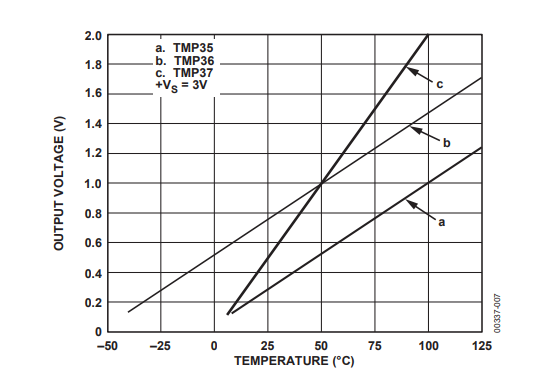 a. TMP35
b. TMP36
c. TMP37
+VS = 3V
OUTPUT VOLTAGE (V)
2.0
1.8
1.6
1.4
1.2
1.0
0.8
0.6
0.4
0.2
0
c
b
a
–50
–25
0
25
50
75
100
125
TEMPERATURE (°C)
00337-007